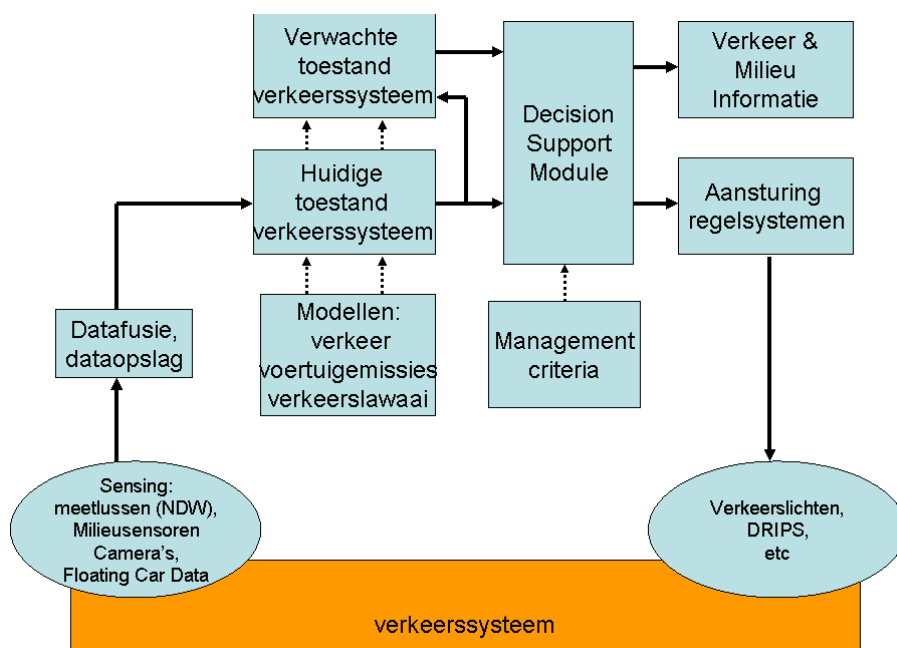 Verwachte
toestand
verkeerssysteem
Decision
Support
Module
Verkeer &
Milieu
Informatie
Huidige
toestand
verkeerssysteem
Aansturing
regelsystemen
Datafusie,
dataopslag
Modellen:
verkeer
voertuigemissies
verkeerslawaai
Management
criteria
Sensing:
meetlussen (NDW),
Milieusensoren
Camera's,
Floating Car Data
Verkeerslichten,
DRIPS,
etc
verkeerssysteem